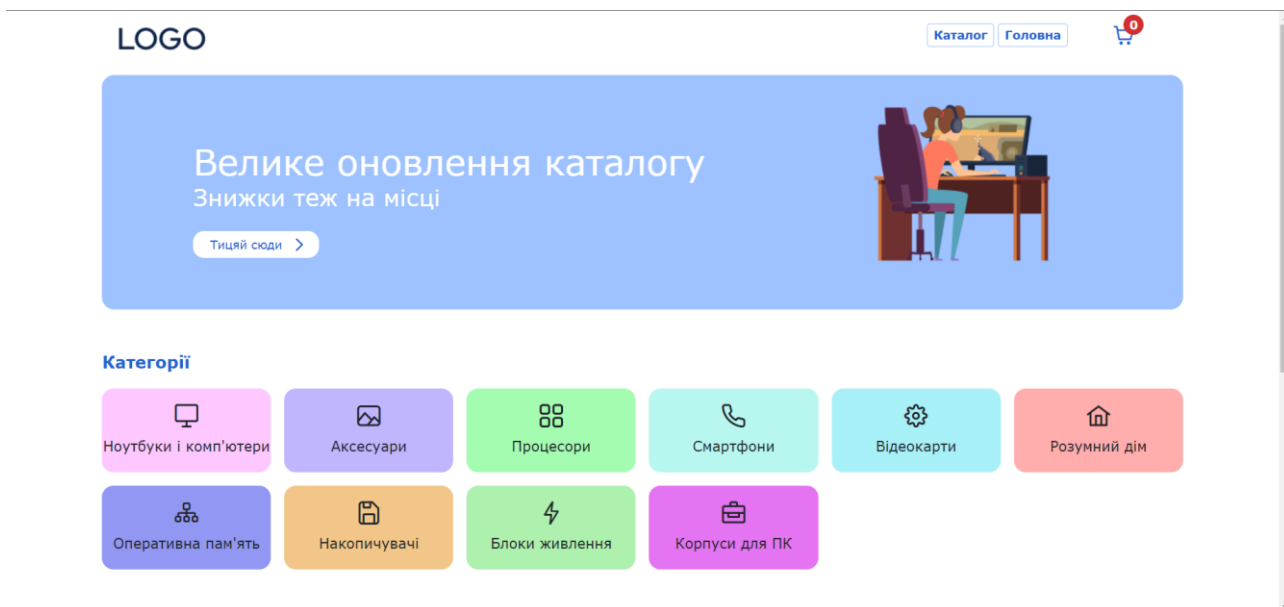 LOGO
Каталог
Головна
0
Велике оновлення каталогу
Знижки теж на місці
Тицяй сюди
Категорії
Ноутбуки і комп'ютери
Аксесуари
Процесори
Смартфони
Відеокарти
Розумний дім
Оперативна пам'ять
Накопичувачі
Блоки живлення
Корпуси для ПК